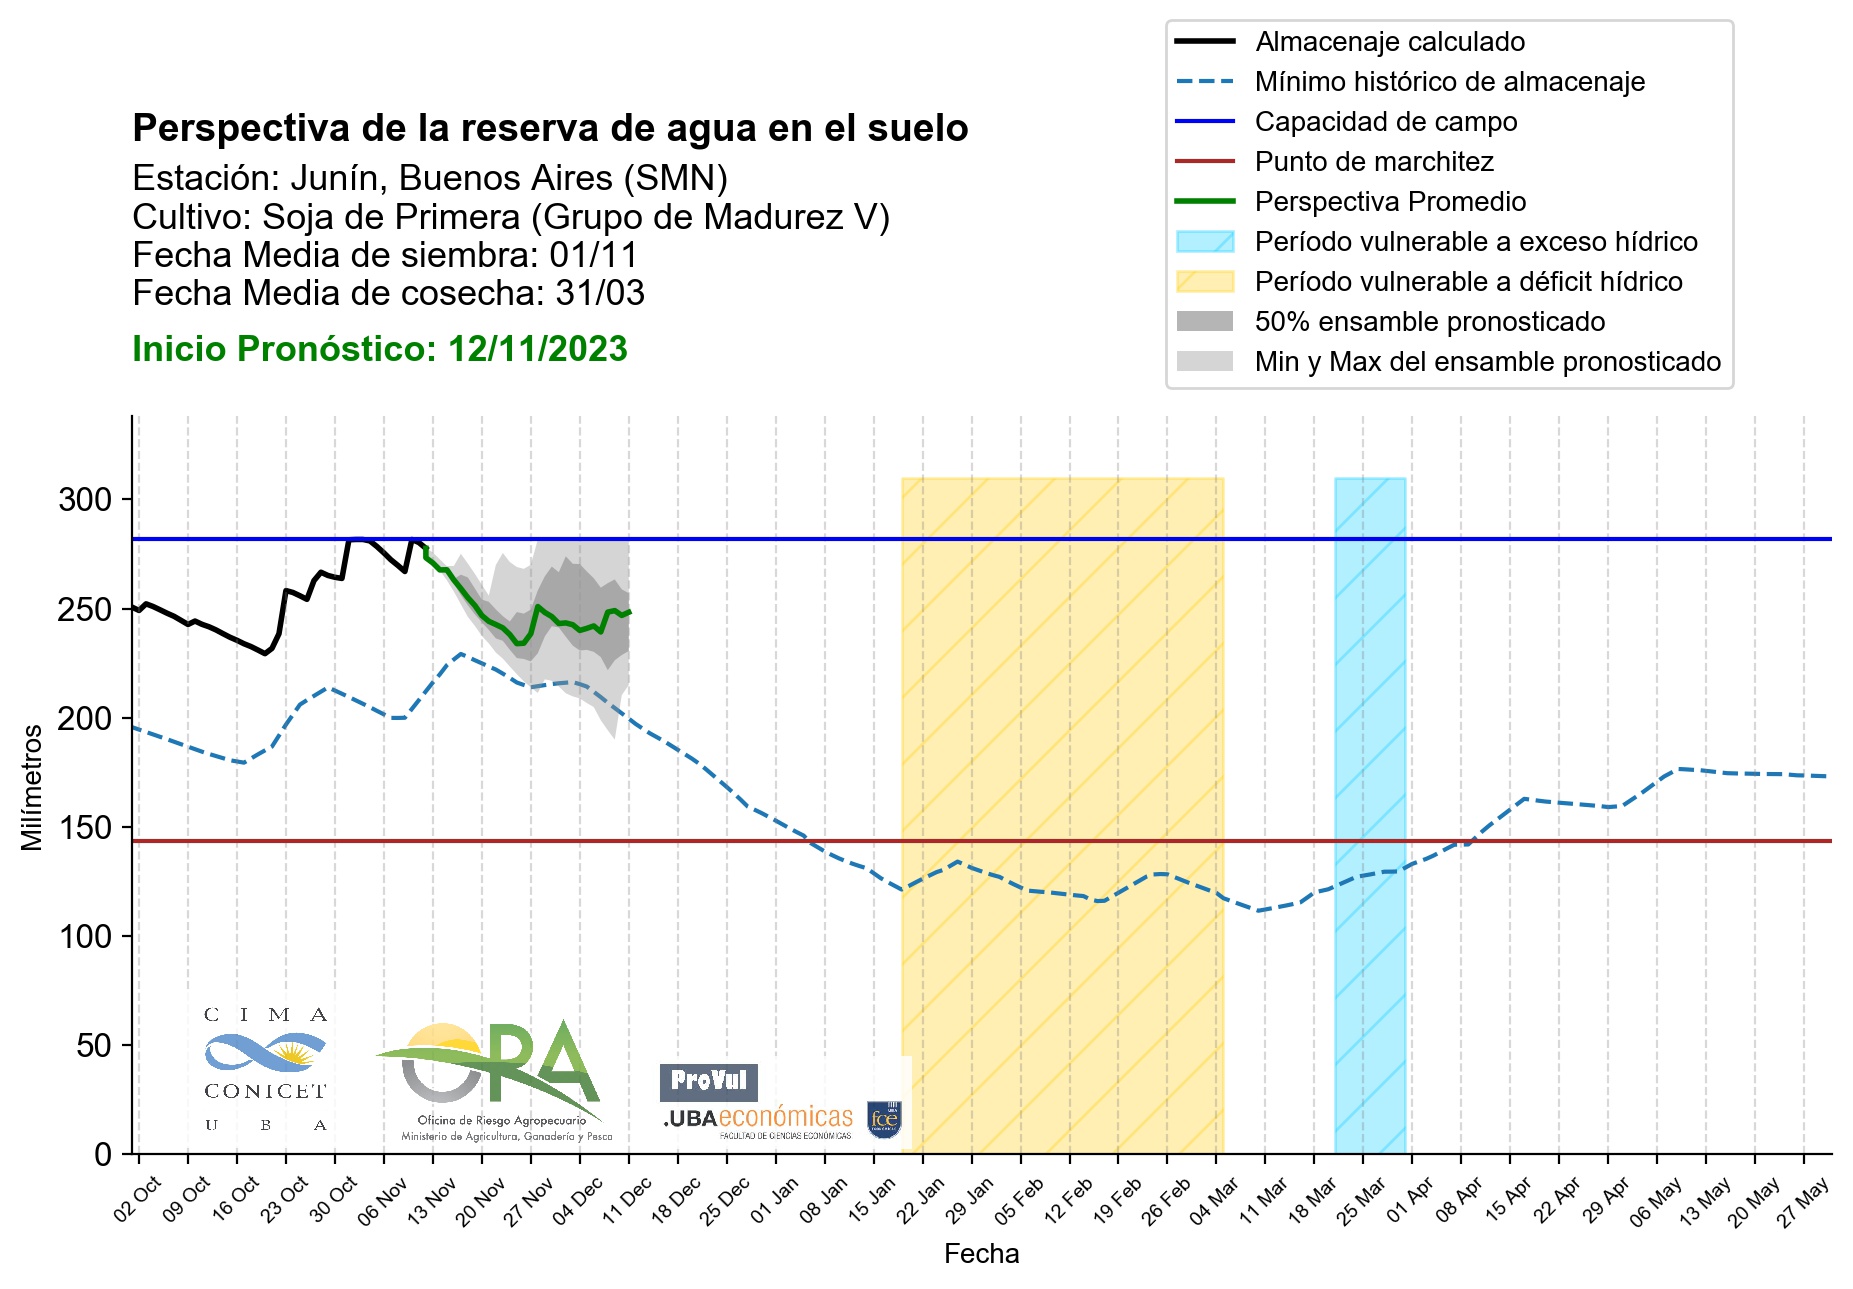 Almacenaje calculado
Mínimo histórico de almacenaje
Capacidad de campo
Punto de marchitez
Perspectiva Promedio
Período vulnerable a exceso hídrico
Período vulnerable a déficit hídrico
50% ensamble pronosticado
Min y Max del ensamble pronosticado
Perspectiva de la reserva de agua en el suelo
Estación: Junín, Buenos Aires (SMN)
Cultivo: Soja de Primera (Grupo de Madurez V)
Fecha Media de siembra: 01/11
Fecha Media de cosecha: 31/03
Inicio Pronóstico: 12/11/2023
Milímetros
300
250
200
150
100
50
0
CIMA
CONICET
UBA
ORA
Oficina de Riesgo Agropecuario
Ministerio de Agricultura, Ganadería y Pesca
ProVul
.UBAeconómicas
FACULTAD DE CIENCIAS ECONÓMICAS
fce
02 Oct
09 Oct
16 Oct
23 Oct
30 Oct
06 Nov
13 Nov
20 Nov
27 Nov
04 Dec
11 Dec
18 Dec
25 Dec
01 Jan
08 Jan
15 Jan
22 Jan
29 Jan
05 Feb
12 Feb
19 Feb
26 Feb
04 Mar
11 Mar
18 Mar
25 Mar
01 Apr
08 Apr
15 Apr
22 Apr
29 Apr
06 May
13 May
20 May
27 May
Fecha